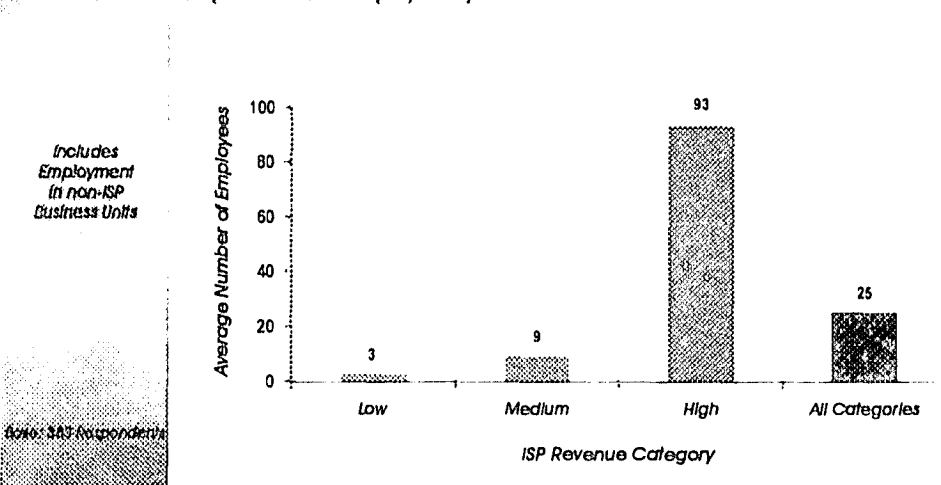 Includes
Employment
in non-ISP
Business Units
Respondents
Average Number of Employees
100
80
60
40
20
0
3
9
93
25
Low
Medium
High
All Categories
ISP Revenue Category